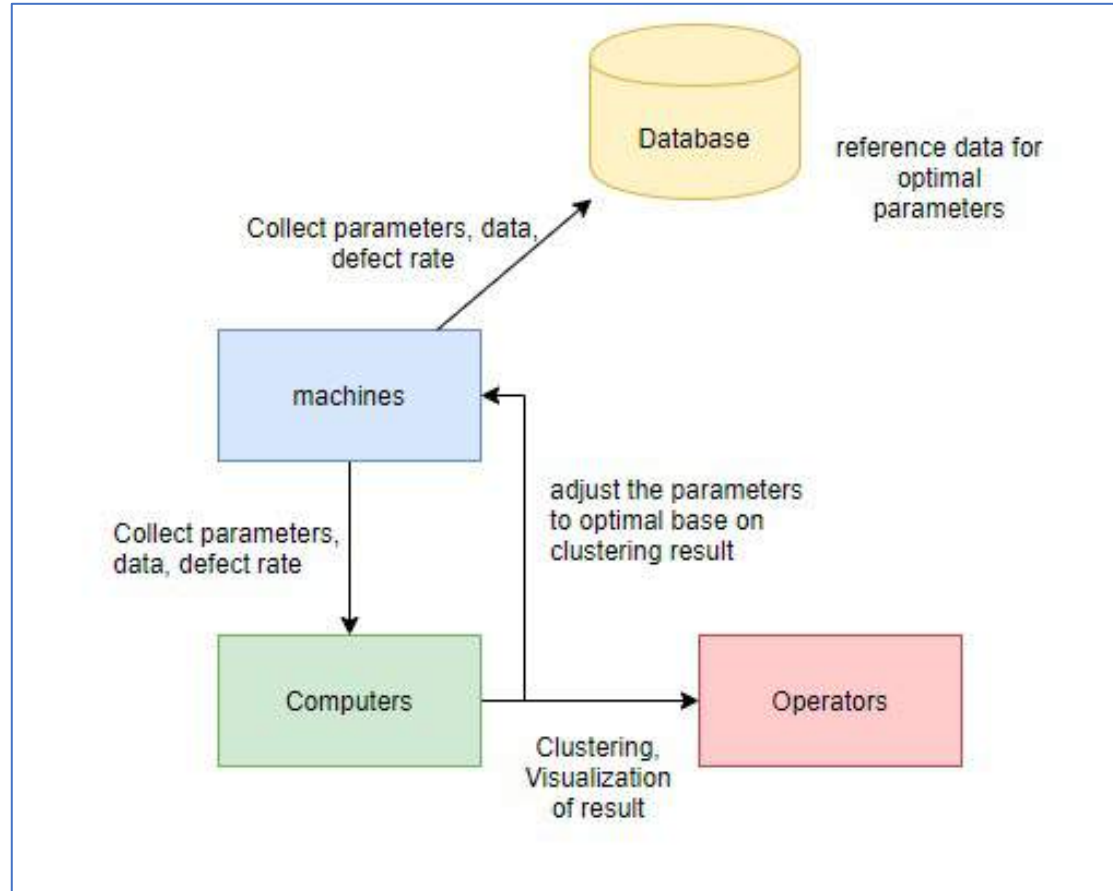 Database
reference data for
optimal
parameters
Collect parameters, data,
defect rate
machines
adjust the parameters
to optimal base on
clustering result
Collect parameters,
data, defect rate
Computers
Operators
Clustering,
Visualization
of result